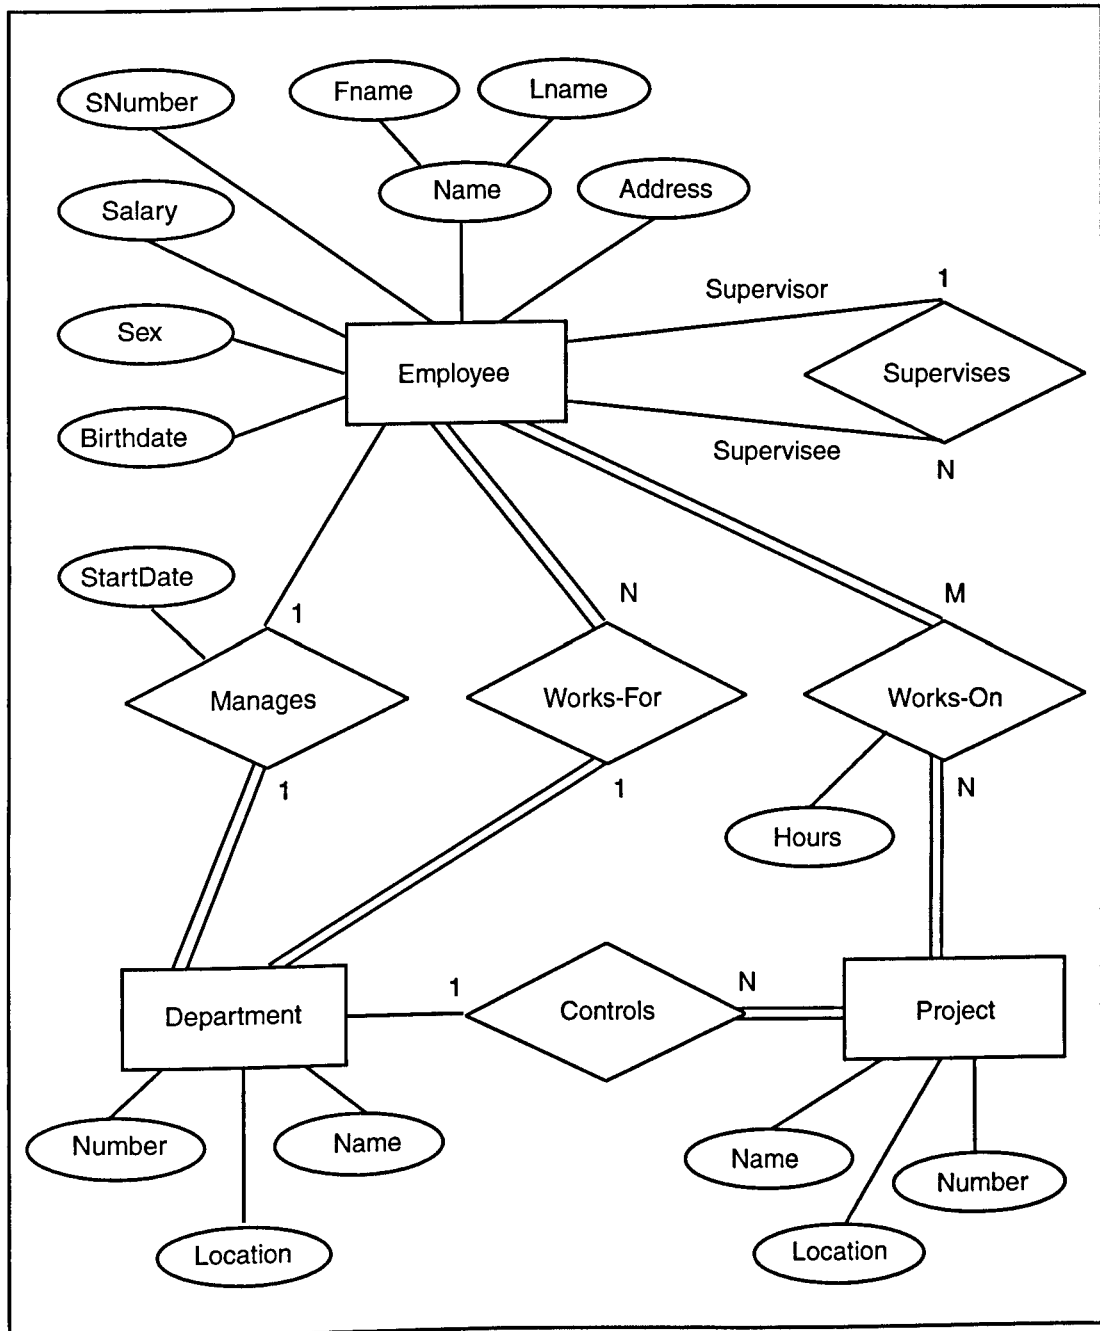 Fname
Lname
SNumber
Name
Address
Salary
Supervisor
1
Sex
Employee
Supervises
Birthdate
Supervisee
N
StartDate
1
N
M
Manages
Works-For
Works-On
1
1
N
Hours
1
N
Department
Controls
Project
Number
Name
Name
Number
Location
Location